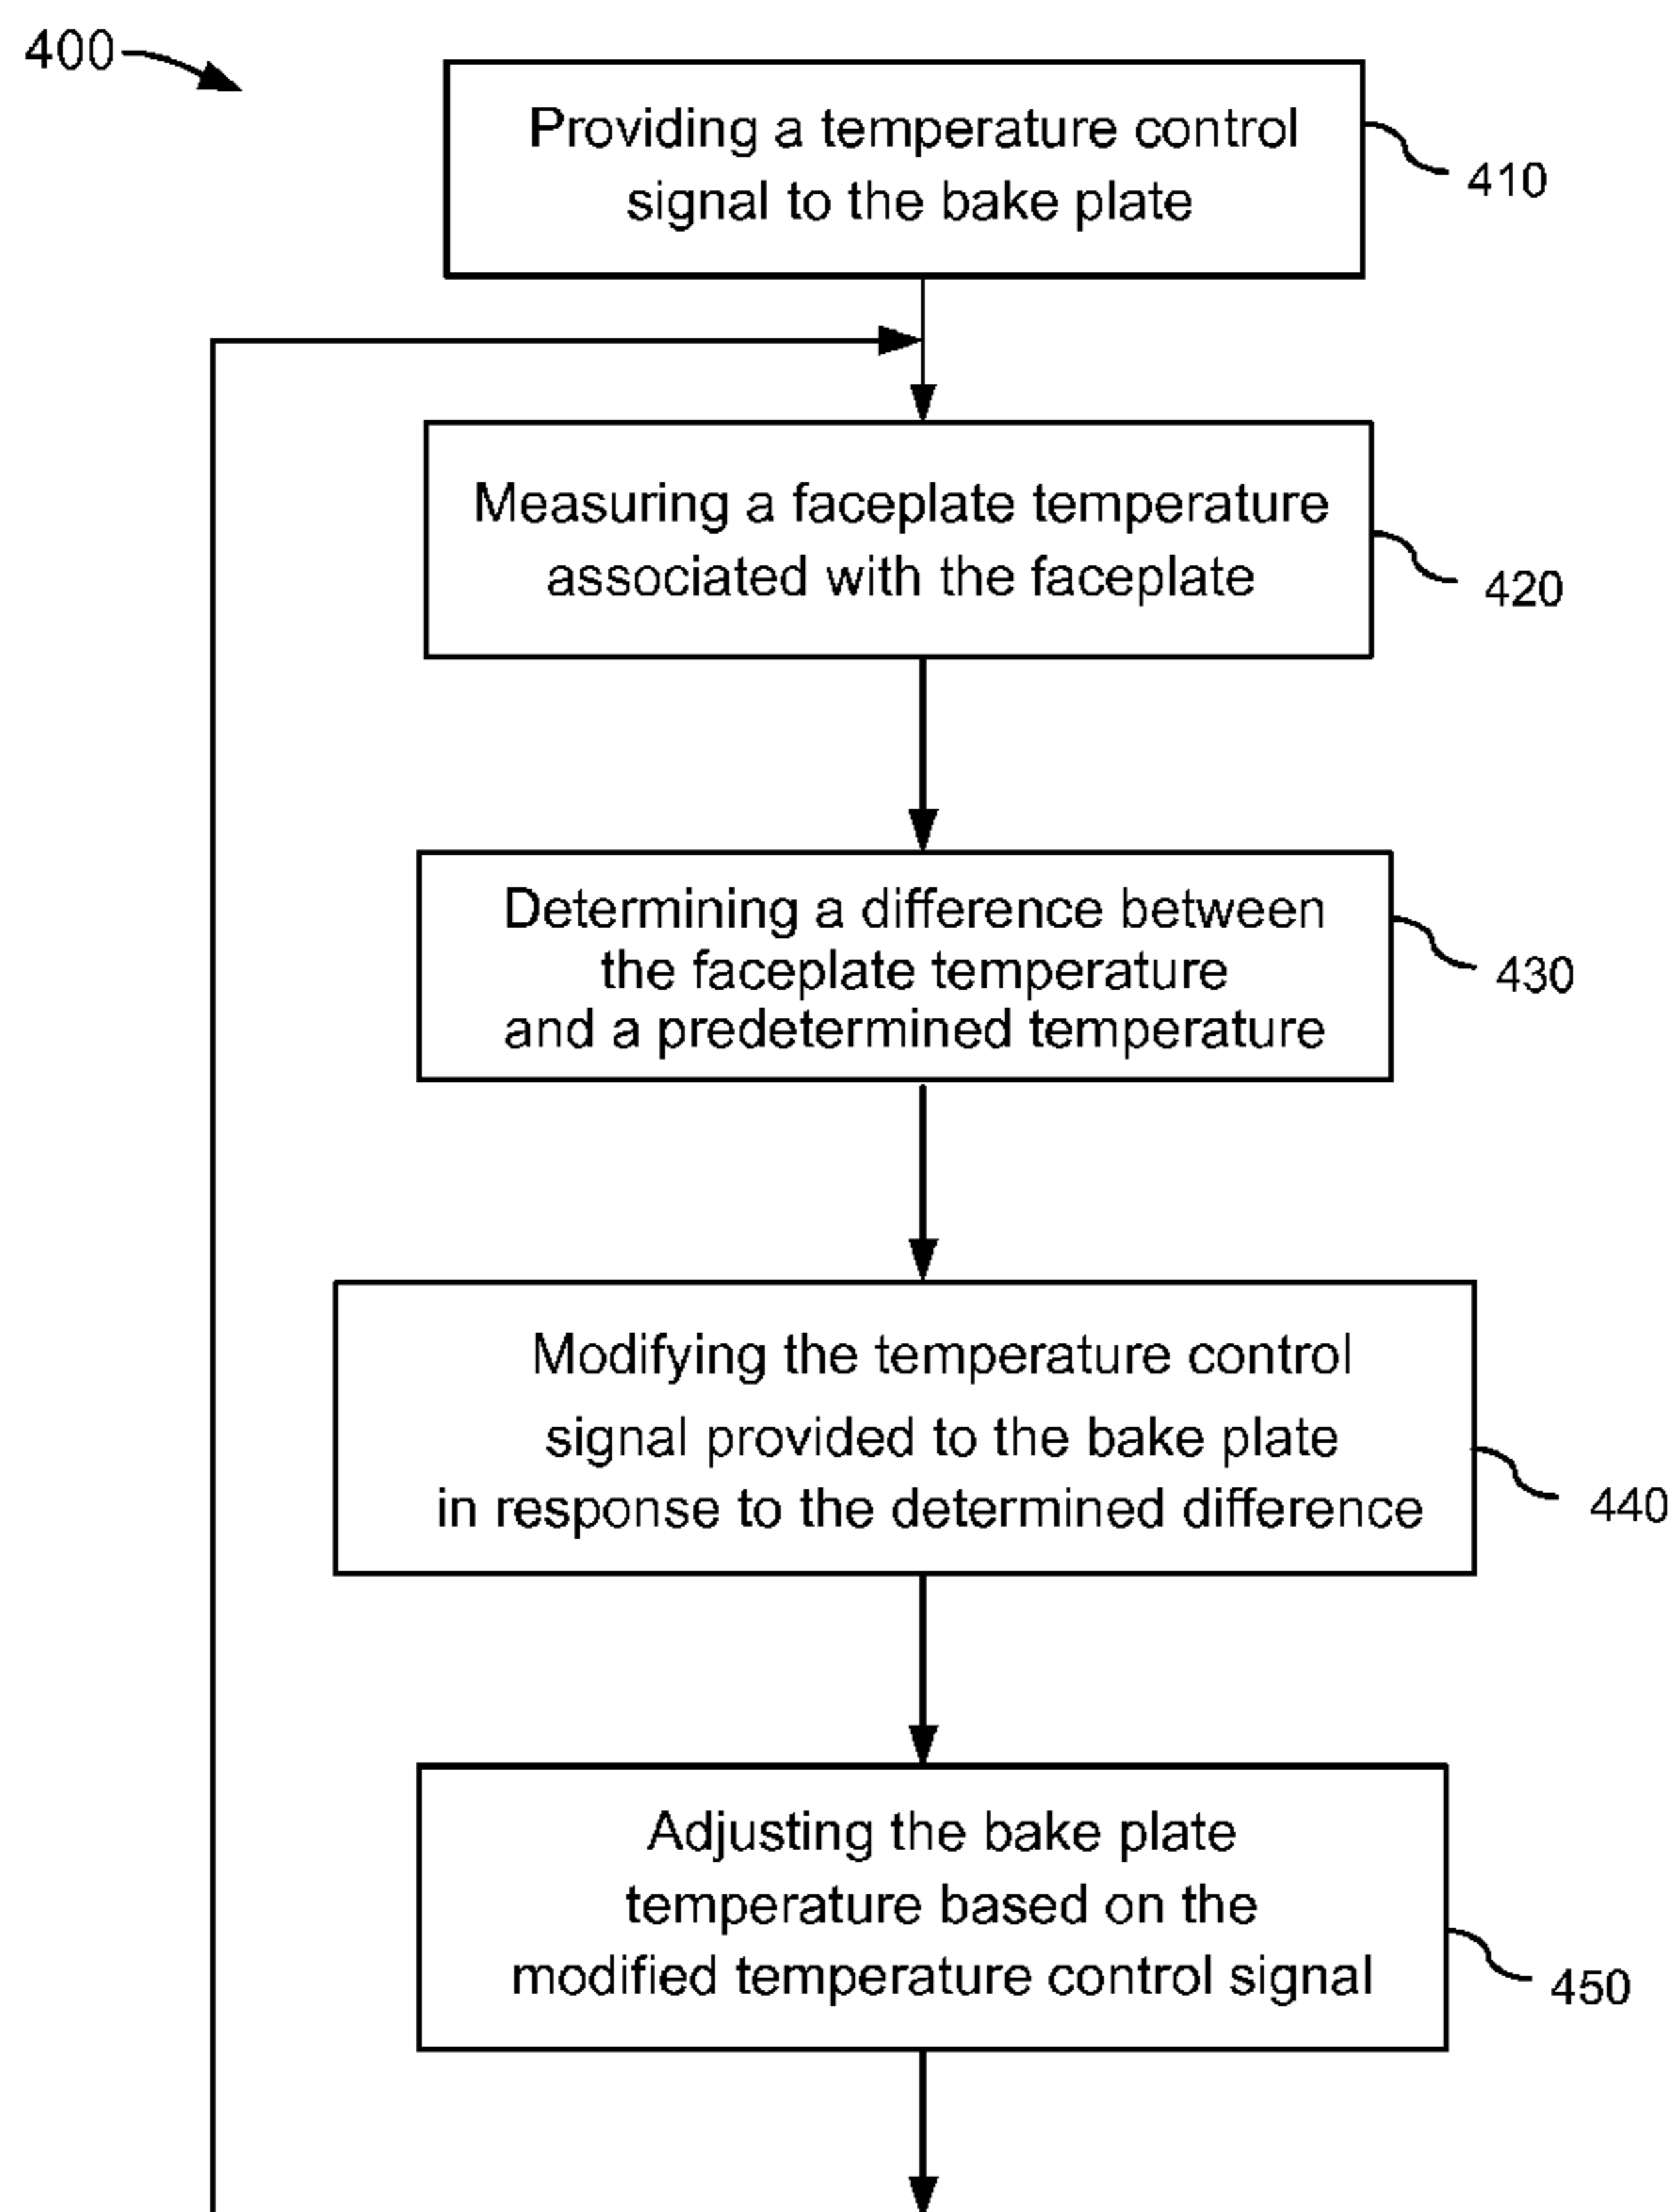 400
Providing a temperature control
signal to the bake plate
410
Measuring a faceplate temperature
associated with the faceplate
420
Determining a difference between
the faceplate temperature
and a predetermined temperature
430
Modifying the temperature control
signal provided to the bake plate
in response to the determined difference
440
Adjusting the bake plate
temperature based on the
modified temperature control signal
450